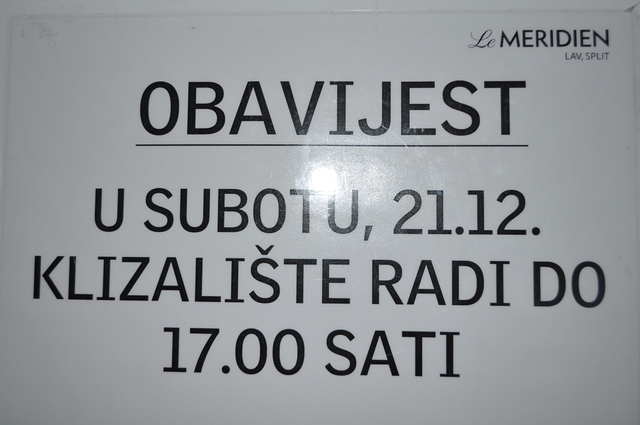 Le MERIDIEN
LAV, SPLIT
OBAVIJEST
U SUBOTU, 21.12.
KLIZALIŠTE RADI DO
17.00 SATI